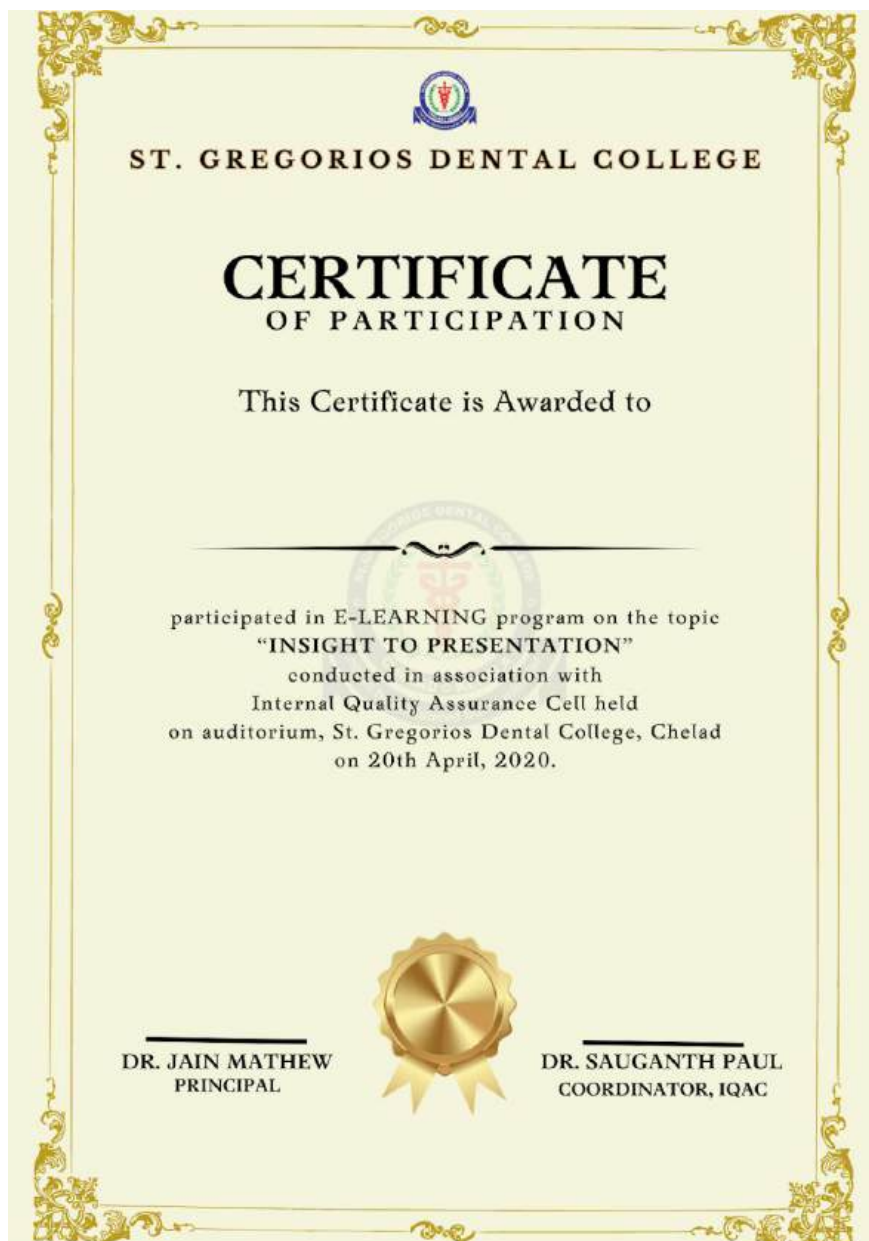 ST. GREGORIOS DENTAL COLLEGE
CERTIFICATE
OF PARTICIPATION
This Certificate is Awarded to
participated in E-LEARNING program on the topic
“INSIGHT TO PRESENTATION”
conducted in association with
Internal Quality Assurance Cell held
on auditorium, St. Gregorios Dental College, Chelad
on 20th April, 2020.
DR. JAIN MATHEW
PRINCIPAL
DR. SAUGANTH PAUL
COORDINATOR, IQAC